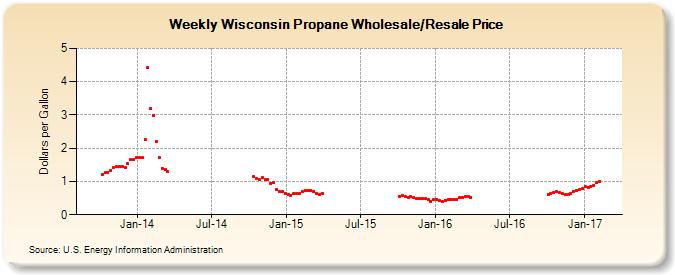 Weekly Wisconsin Propane Wholesale/Resale Price
Dollars per Gallon
5
4
3
2
1
0
Jan-14 Jul-14 Jan-15 Jul-15 Jan-16 Jul-16 Jan-17
Source: U.S. Energy Information Administration